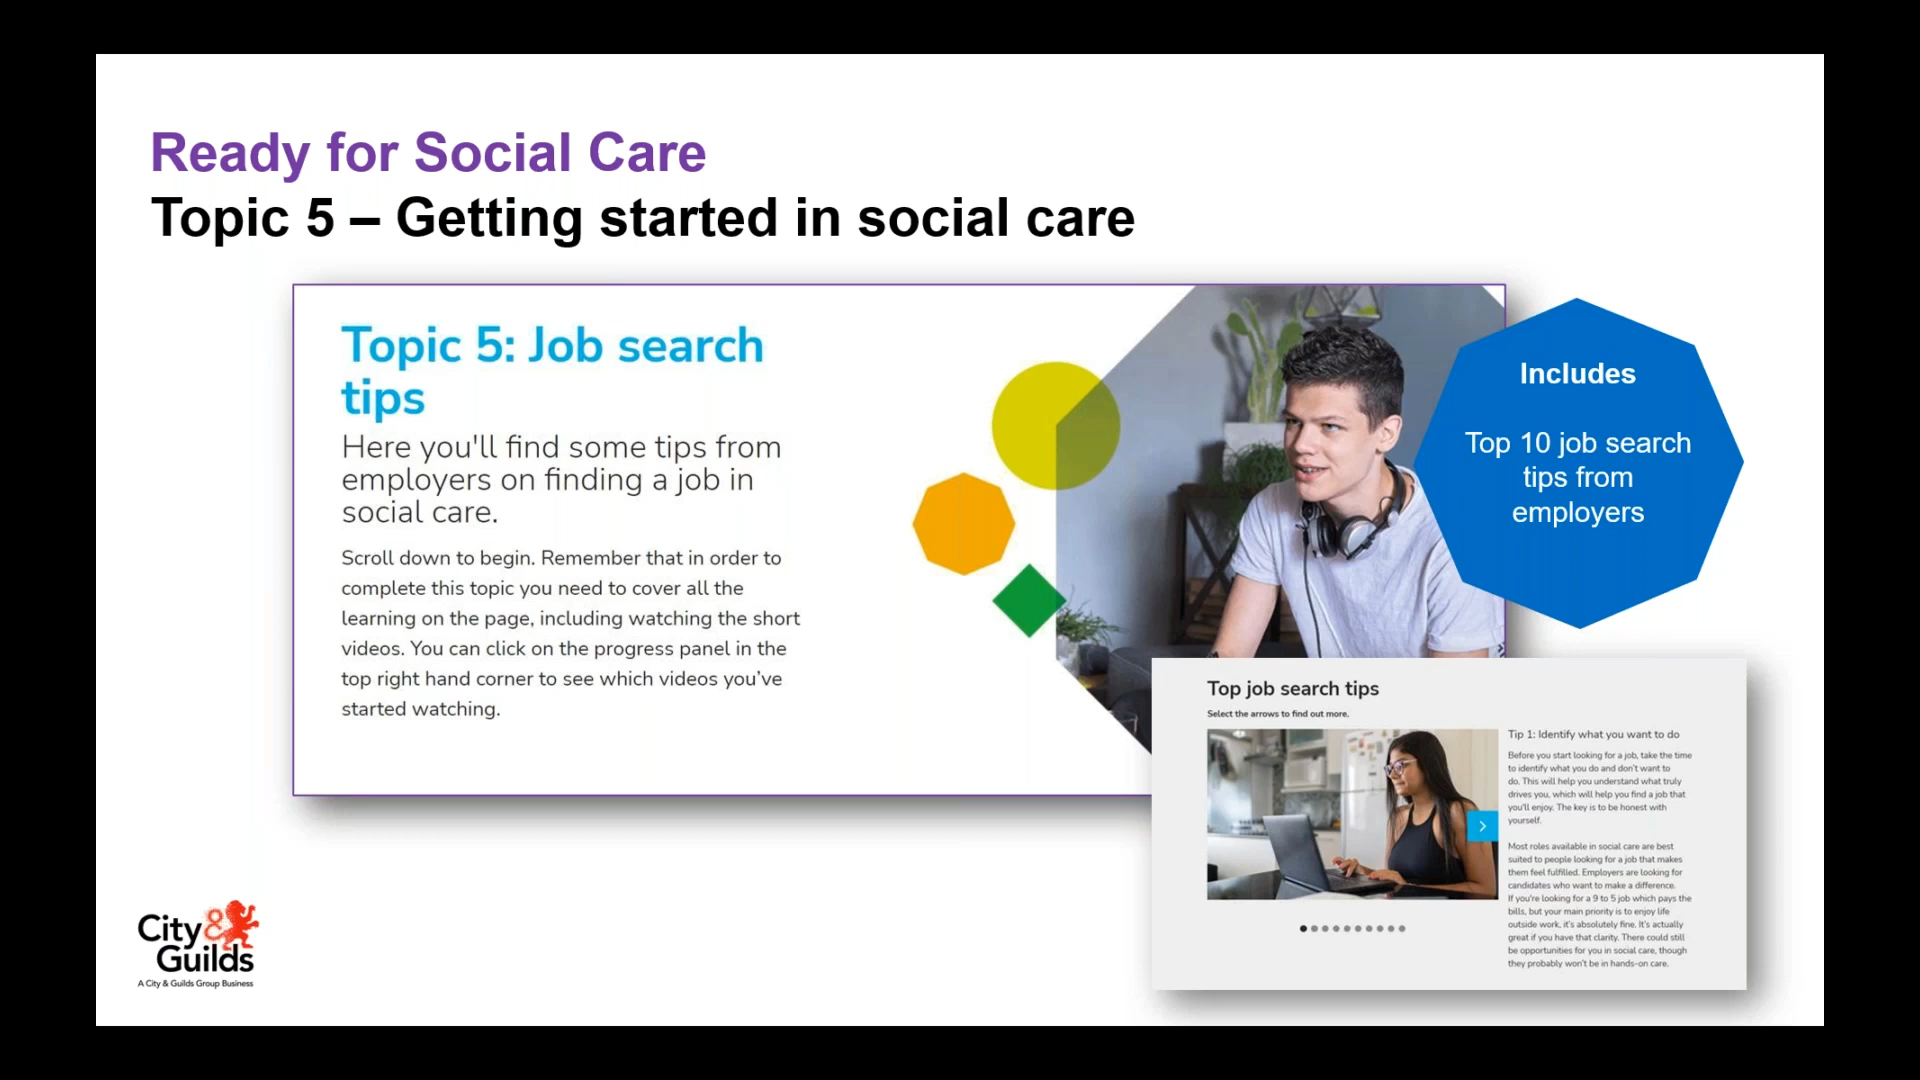 Ready for Social Care
Topic 5 – Getting started in social care
Topic 5: Job search
tips
Here you'll find some tips from
employers on finding a job in
social care.
Scroll down to begin. Remember that in order to
complete this topic you need to cover all the
learning on the page, including watching the short
videos. You can click on the progress panel in the
top right hand corner to see which videos you've
started watching.
Includes
Top 10 job search
tips from
employers
Top job search tips
Select the arrows to find out more.
Tip 1: Identify what you want to do
Before you start looking for a job, take the time
to identify what you do and don't want to
do. This will help you understand what truly
drives you, which will help you find a job that
you'll enjoy. The key is to be honest with
yourself.
Most roles available in social care are best
suited to people looking for a job that makes
them feel fulfilled. Employers are looking for
candidates who want to make a difference.
If you're looking for a 9 to 5 job which pays the
bills, but your main priority is to enjoy life
outside work, it's absolutely fine. It's actually
great if you have that clarity. There could still
be opportunities for you in social care, though
they probably won't be in hands-on care.
City &
Guilds
A City & Guilds Group Business